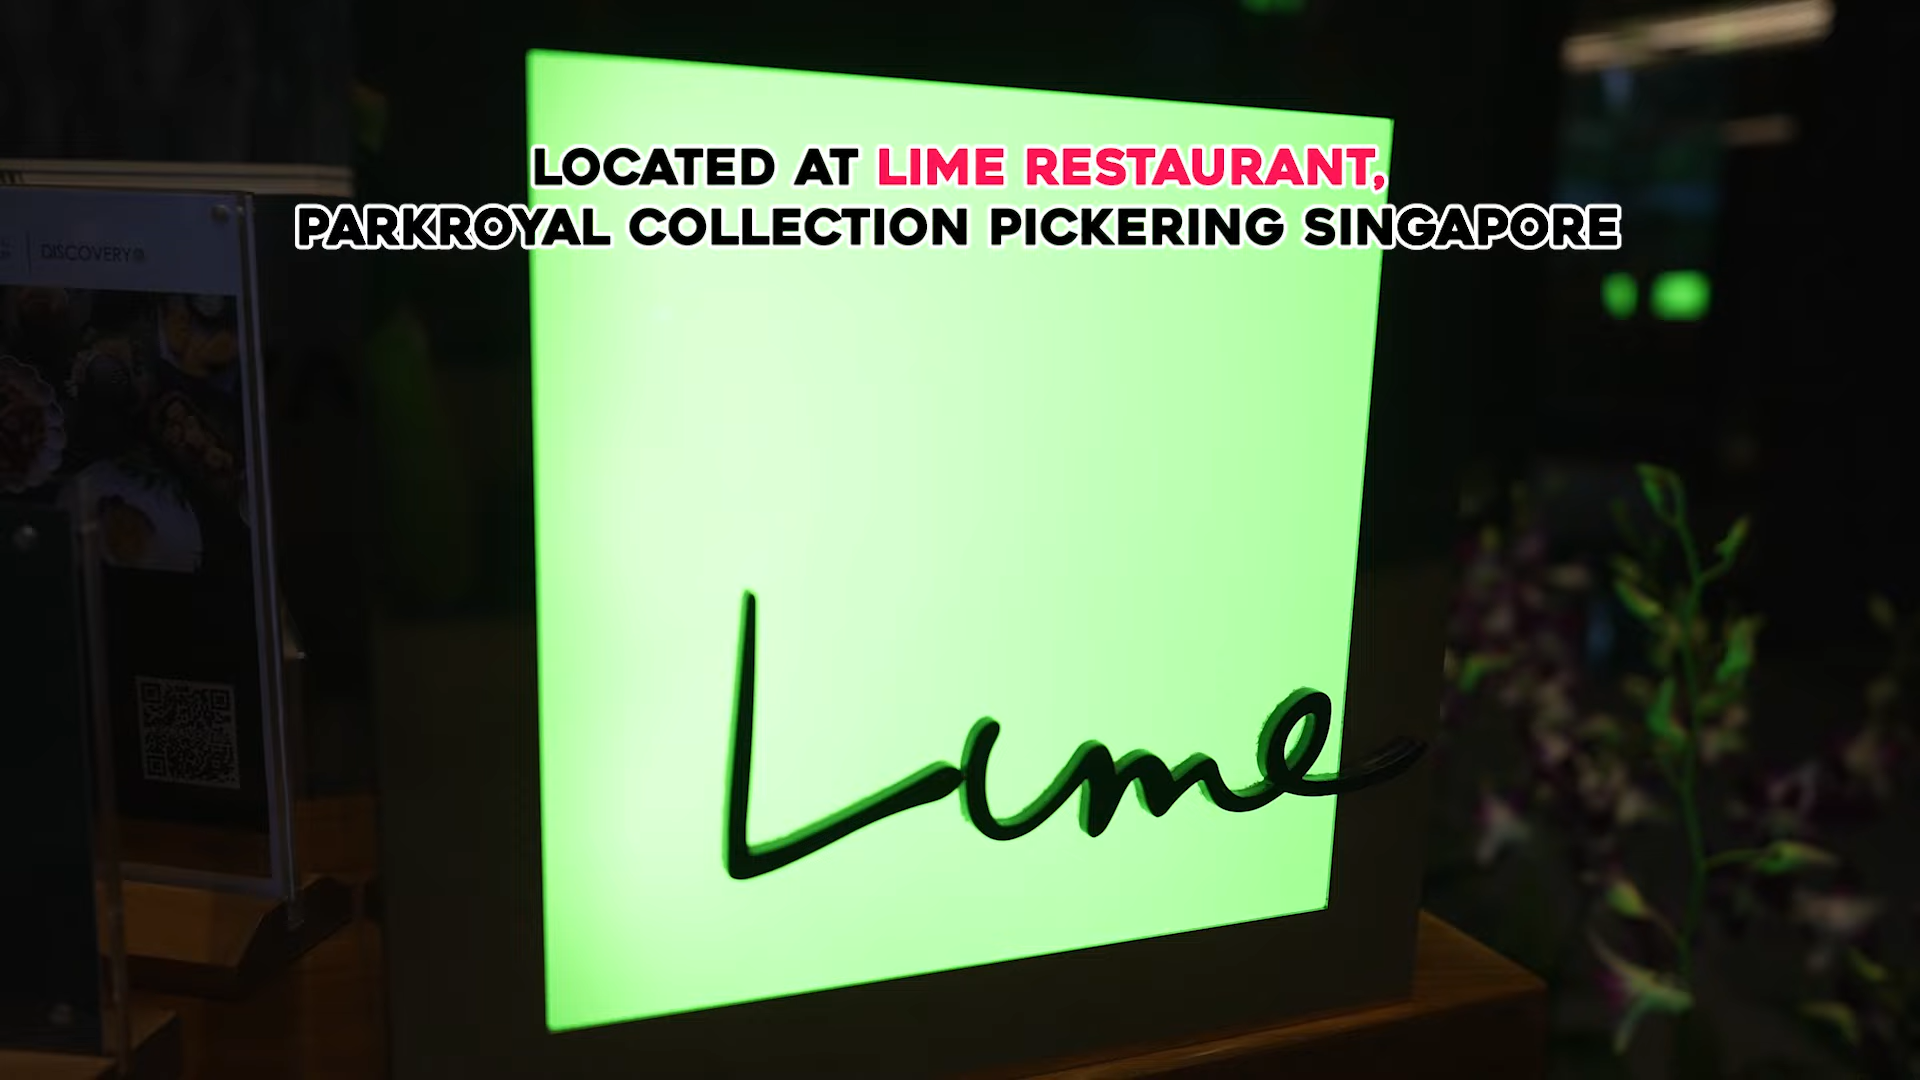 LOCATED AT LIME RESTAURANT,
PARKROYAL COLLECTION PICKERING SINGAPORE
DISCOVERY
Lime